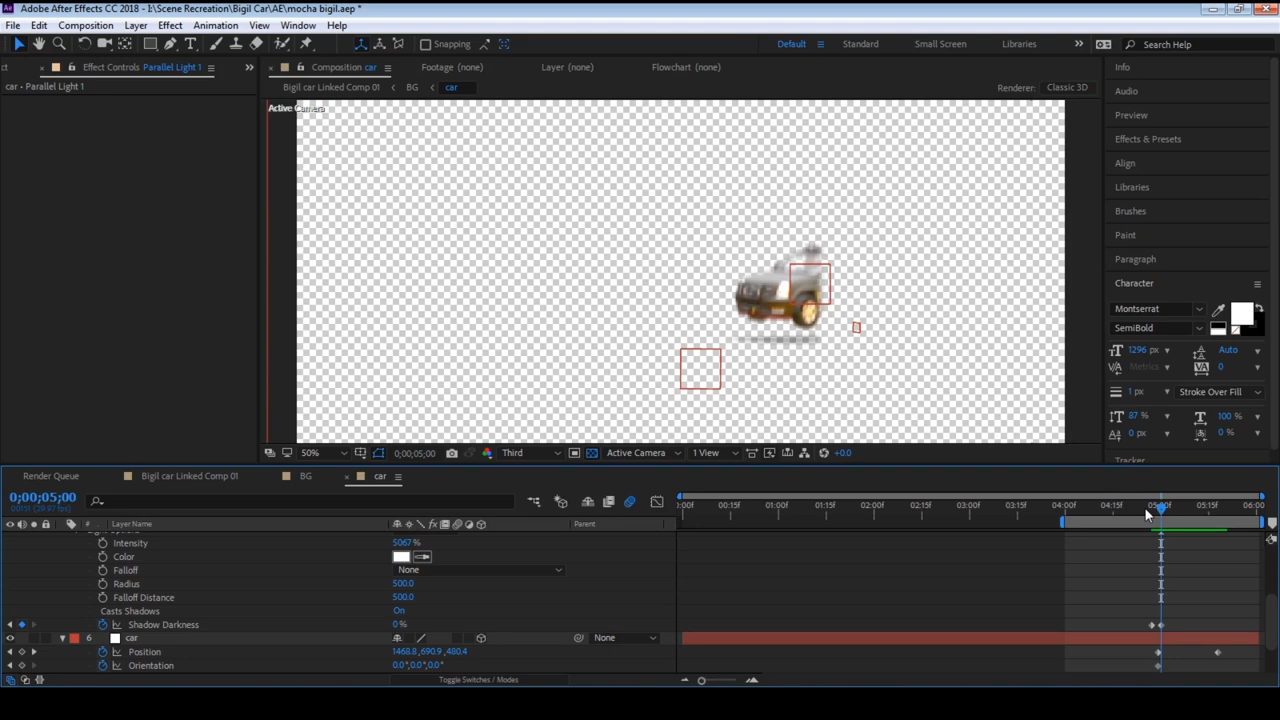 Adobe After Effects CC 2018 - I:\Scene Recreation\Bigil Car\AE\mocha bigil.aep *
File Edit Composition Layer Effect Animation View Window Help
Snapping Default Standard Small Screen Libraries Search Help
Effect Controls Parallel Light 1 Composition car Footage (none) Layer (none) Flowchart (none) Info
car - Parallel Light 1 Bigil car Linked Comp 01 BG car Renderer: Classic 3D Audio
Active Camera
Preview
Effects & Presets
Align
Libraries
Brushes
Paint
Paragraph
Character
Montserrat
SemiBold
1296 px Auto
Metrics 0
1 px Stroke Over Fill
87 % 100 %
0 px 0 %
50% 0;00;05;00 Third Active Camera 1 View +0.0
Tracker
Render Queue Bigil car Linked Comp 01 BG car
0;00;05;00
00151 (29.97 fps)
:00f 00:15f 01:00f 01:15f 02:00f 02:15f 03:00f 03:15f 04:00f 04:15f 05:00f 05:15f 06:00f
# Layer Name Parent
Intensity 5067 %
Color
Falloff None
Radius 500.0
Falloff Distance 500.0
Casts Shadows On
Shadow Darkness 0 %
6 car None
Position 1468.8,690.9,480.4
Orientation 0.0°,0.0°,0.0°
Toggle Switches / Modes